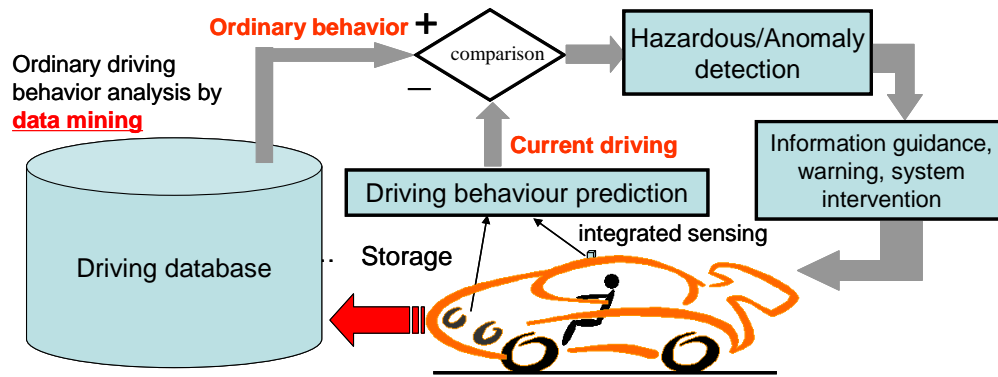 Ordinary behavior
+
comparison
–
Hazardous/Anomaly
detection
Ordinary driving
behavior analysis by
data mining
Current driving
Information guidance,
warning, system
intervention
Driving behaviour prediction
integrated sensing
Storage
..
Driving database